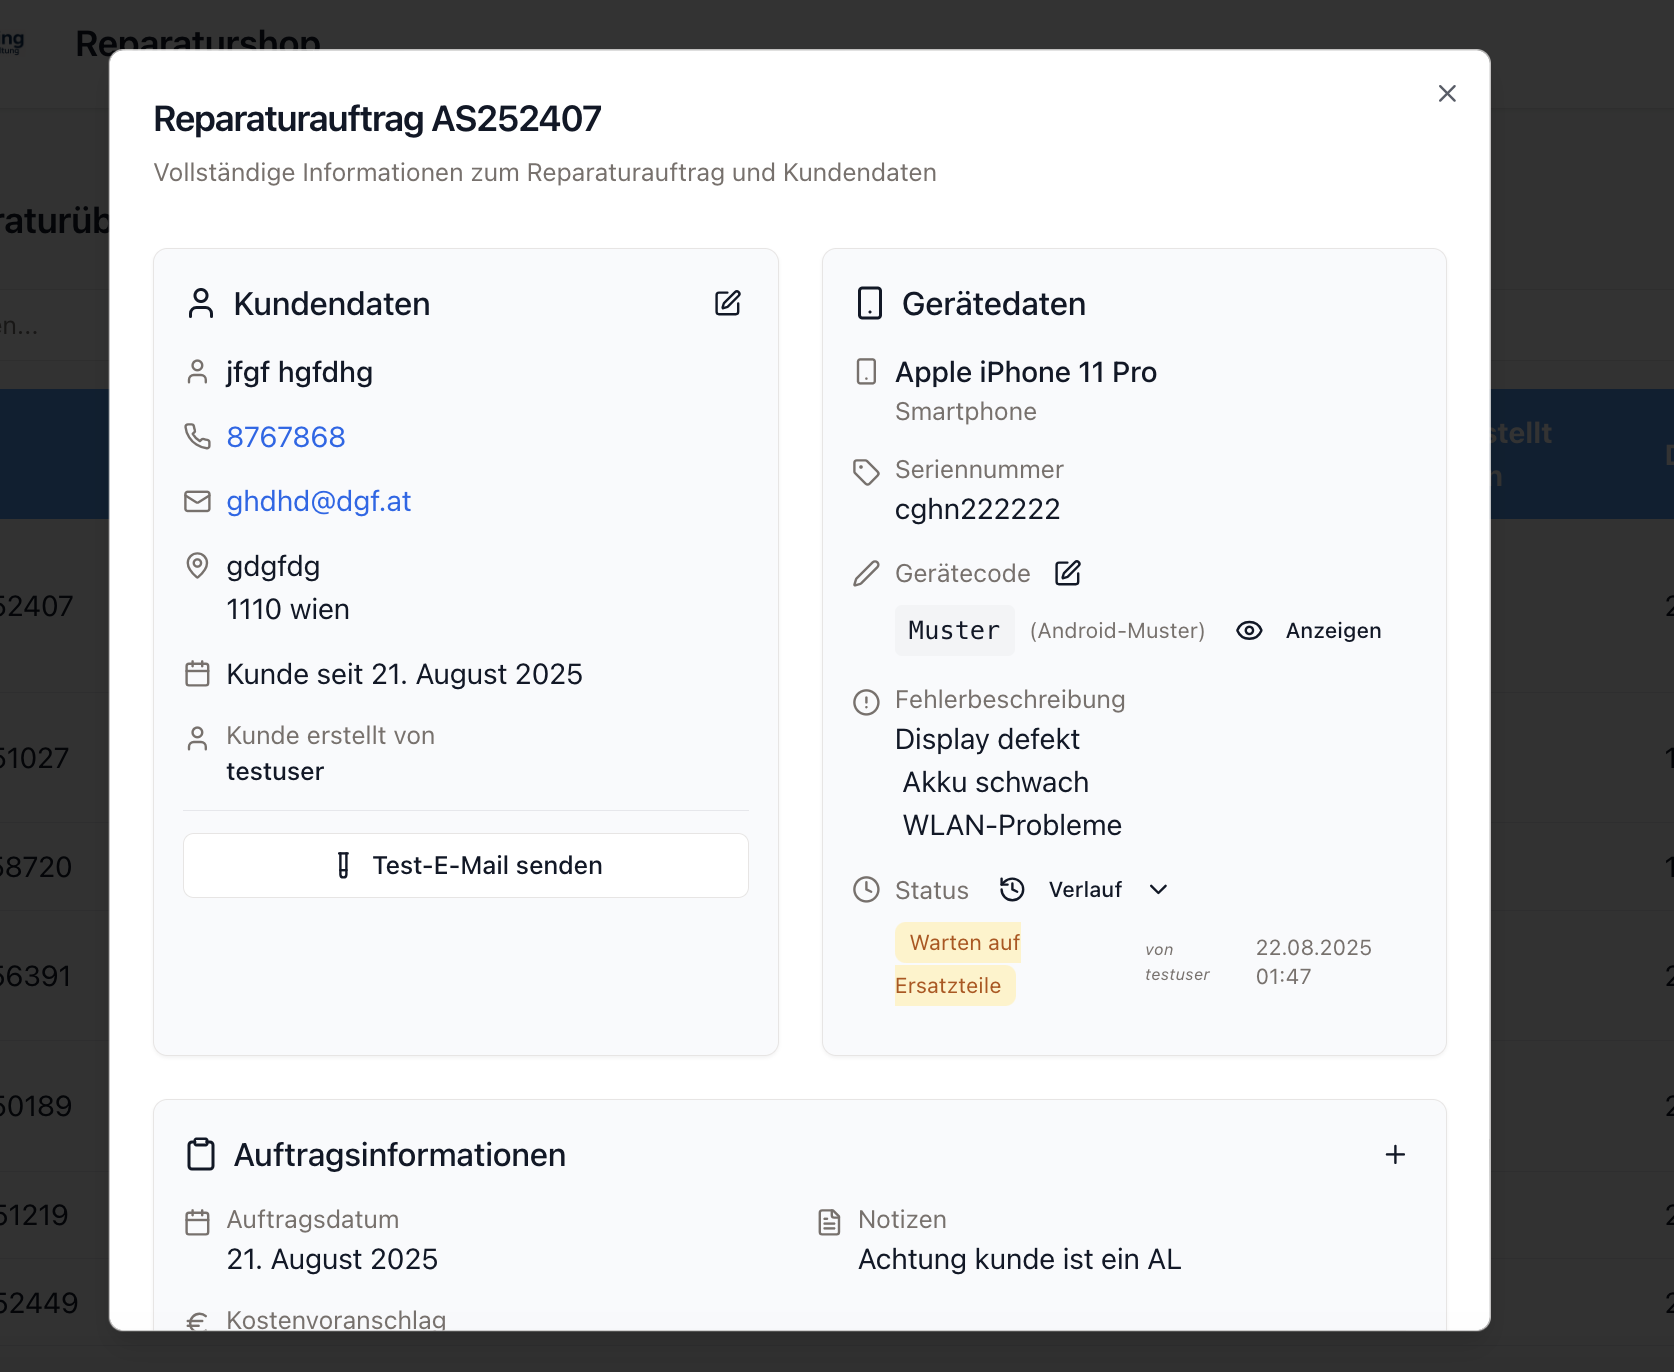 Reparaturshop
Reparaturauftrag AS252407
Vollständige Informationen zum Reparaturauftrag und Kundendaten
Kundendaten
jfgf hgfdhg
8767868
ghdhd@dgf.at
gdgfdg
1110 wien
Kunde seit 21. August 2025
Kunde erstellt von
testuser
Test-E-Mail senden
Gerätedaten
Apple iPhone 11 Pro
Smartphone
Seriennummer
cghn222222
Gerätecode
Muster (Android-Muster) Anzeigen
Fehlerbeschreibung
Display defekt
Akku schwach
WLAN-Probleme
Status Verlauf
Warten auf
Ersatzteile
von
testuser
22.08.2025
01:47
Auftragsinformationen
Auftragsdatum
21. August 2025
Notizen
Achtung kunde ist ein AL
€ Kostenvoranschlag
52407
51027
58720
56391
50189
51219
52449